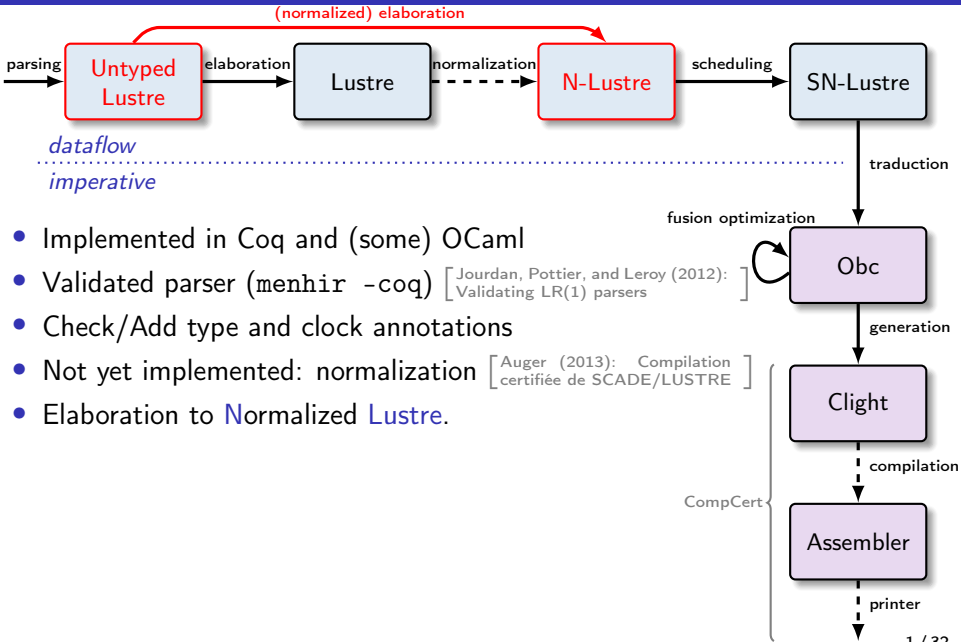 (normalized) elaboration
parsing
Untyped
Lustre
elaboration
Lustre
normalization
N-Lustre
scheduling
SN-Lustre
dataflow
imperative
traduction
• Implemented in Coq and (some) OCaml
• Validated parser (menhir -coq) [Jourdan, Pottier, and Leroy (2012):
Validating LR(1) parsers]
• Check/Add type and clock annotations
• Not yet implemented: normalization [Auger (2013): Compilation
certifiée de SCADE/LUSTRE]
• Elaboration to Normalized Lustre.
fusion optimization
Obc
generation
Clight
compilation
CompCert
Assembler
printer
1/32